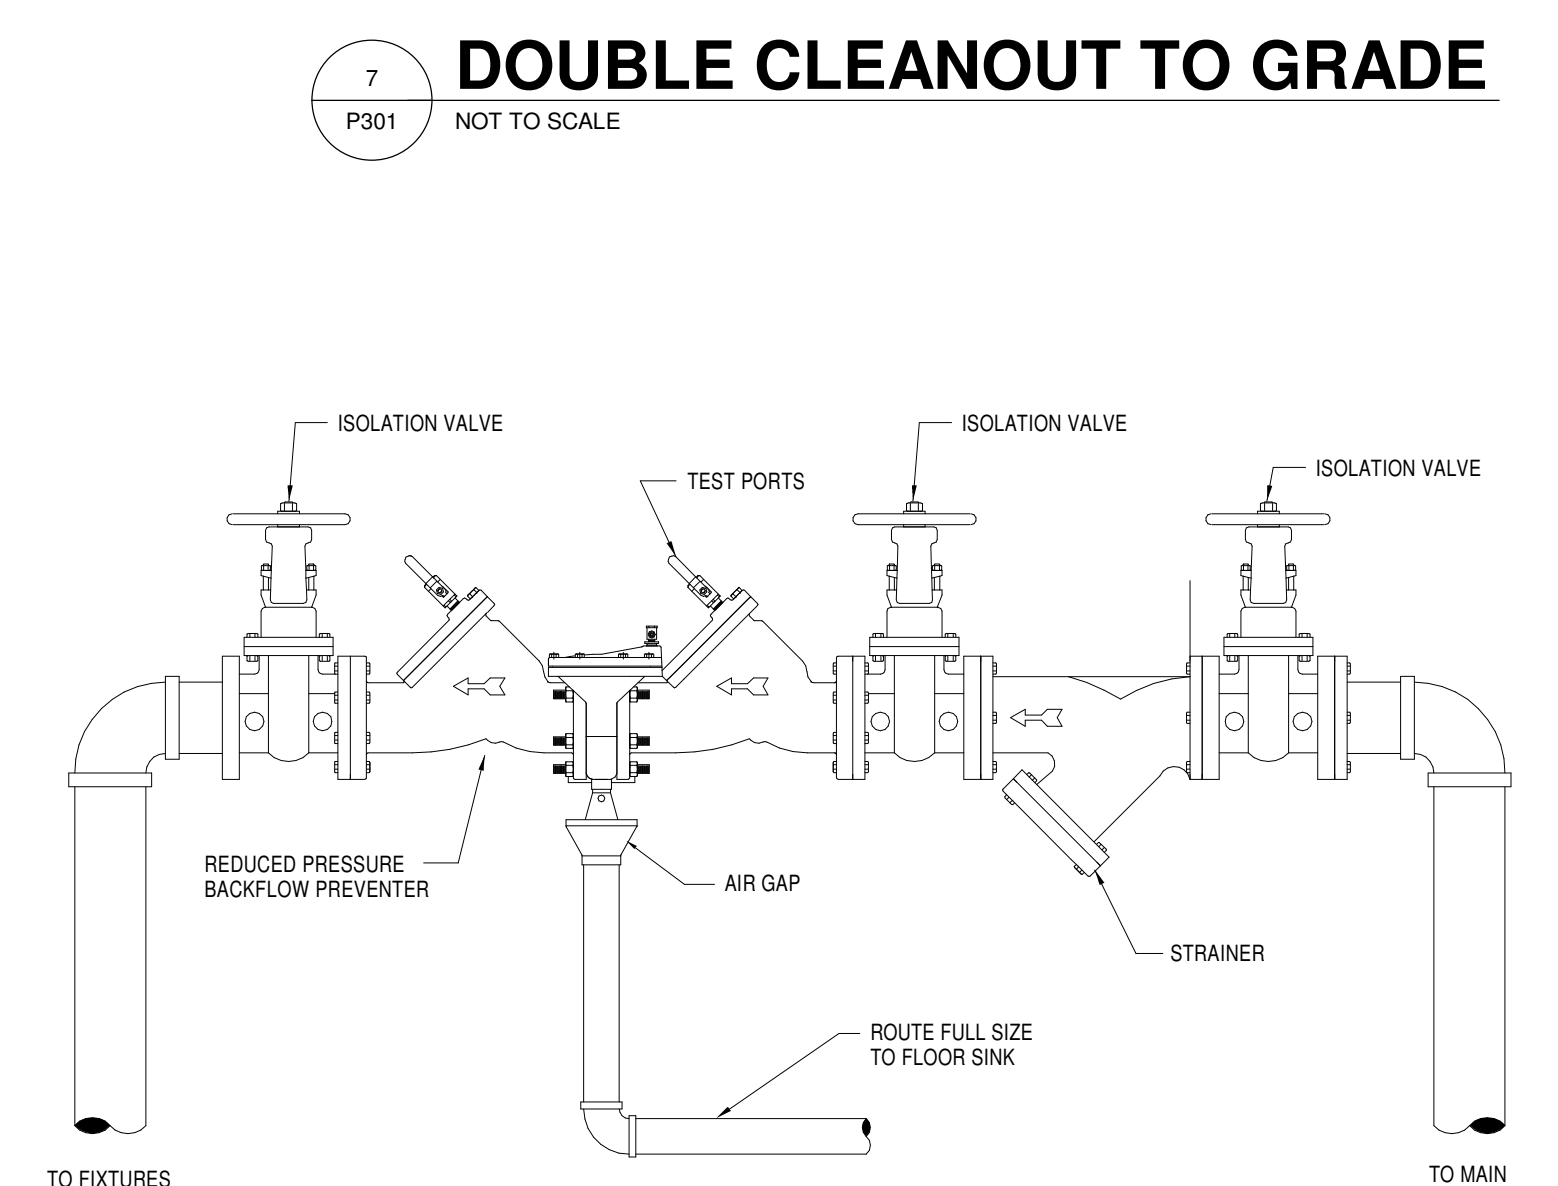 7
DOUBLE CLEANOUT TO GRADE
P301
NOT TO SCALE
ISOLATION VALVE
ISOLATION VALVE
ISOLATION VALVE
TEST PORTS
REDUCED PRESSURE
BACKFLOW PREVENTER
AIR GAP
STRAINER
ROUTE FULL SIZE
TO FLOOR SINK
TO FIXTURES
TO MAIN